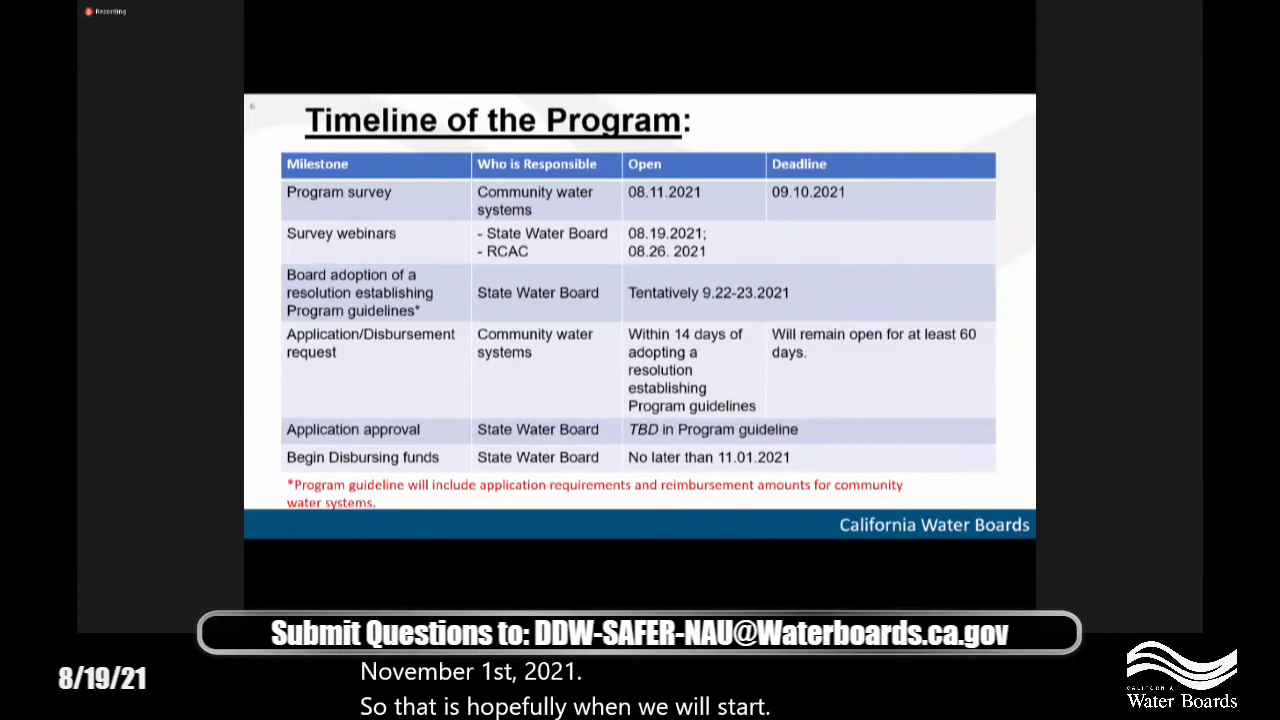 Recording
6
Timeline of the Program:
Milestone Who is Responsible Open Deadline
Program survey Community water systems 08.11.2021 09.10.2021
Survey webinars - State Water Board - RCAC 08.19.2021; 08.26. 2021
Board adoption of a resolution establishing Program guidelines* State Water Board Tentatively 9.22-23.2021
Application/Disbursement request Community water systems Within 14 days of adopting a resolution establishing Program guidelines Will remain open for at least 60 days.
Application approval State Water Board TBD in Program guideline
Begin Disbursing funds State Water Board No later than 11.01.2021
*Program guideline will include application requirements and reimbursement amounts for community
water systems.
California Water Boards
Submit Questions to: DDW-SAFER-NAU@Waterboards.ca.gov
8/19/21
November 1st, 2021.
So that is hopefully when we will start.
CALIFORNIA
Water Boards